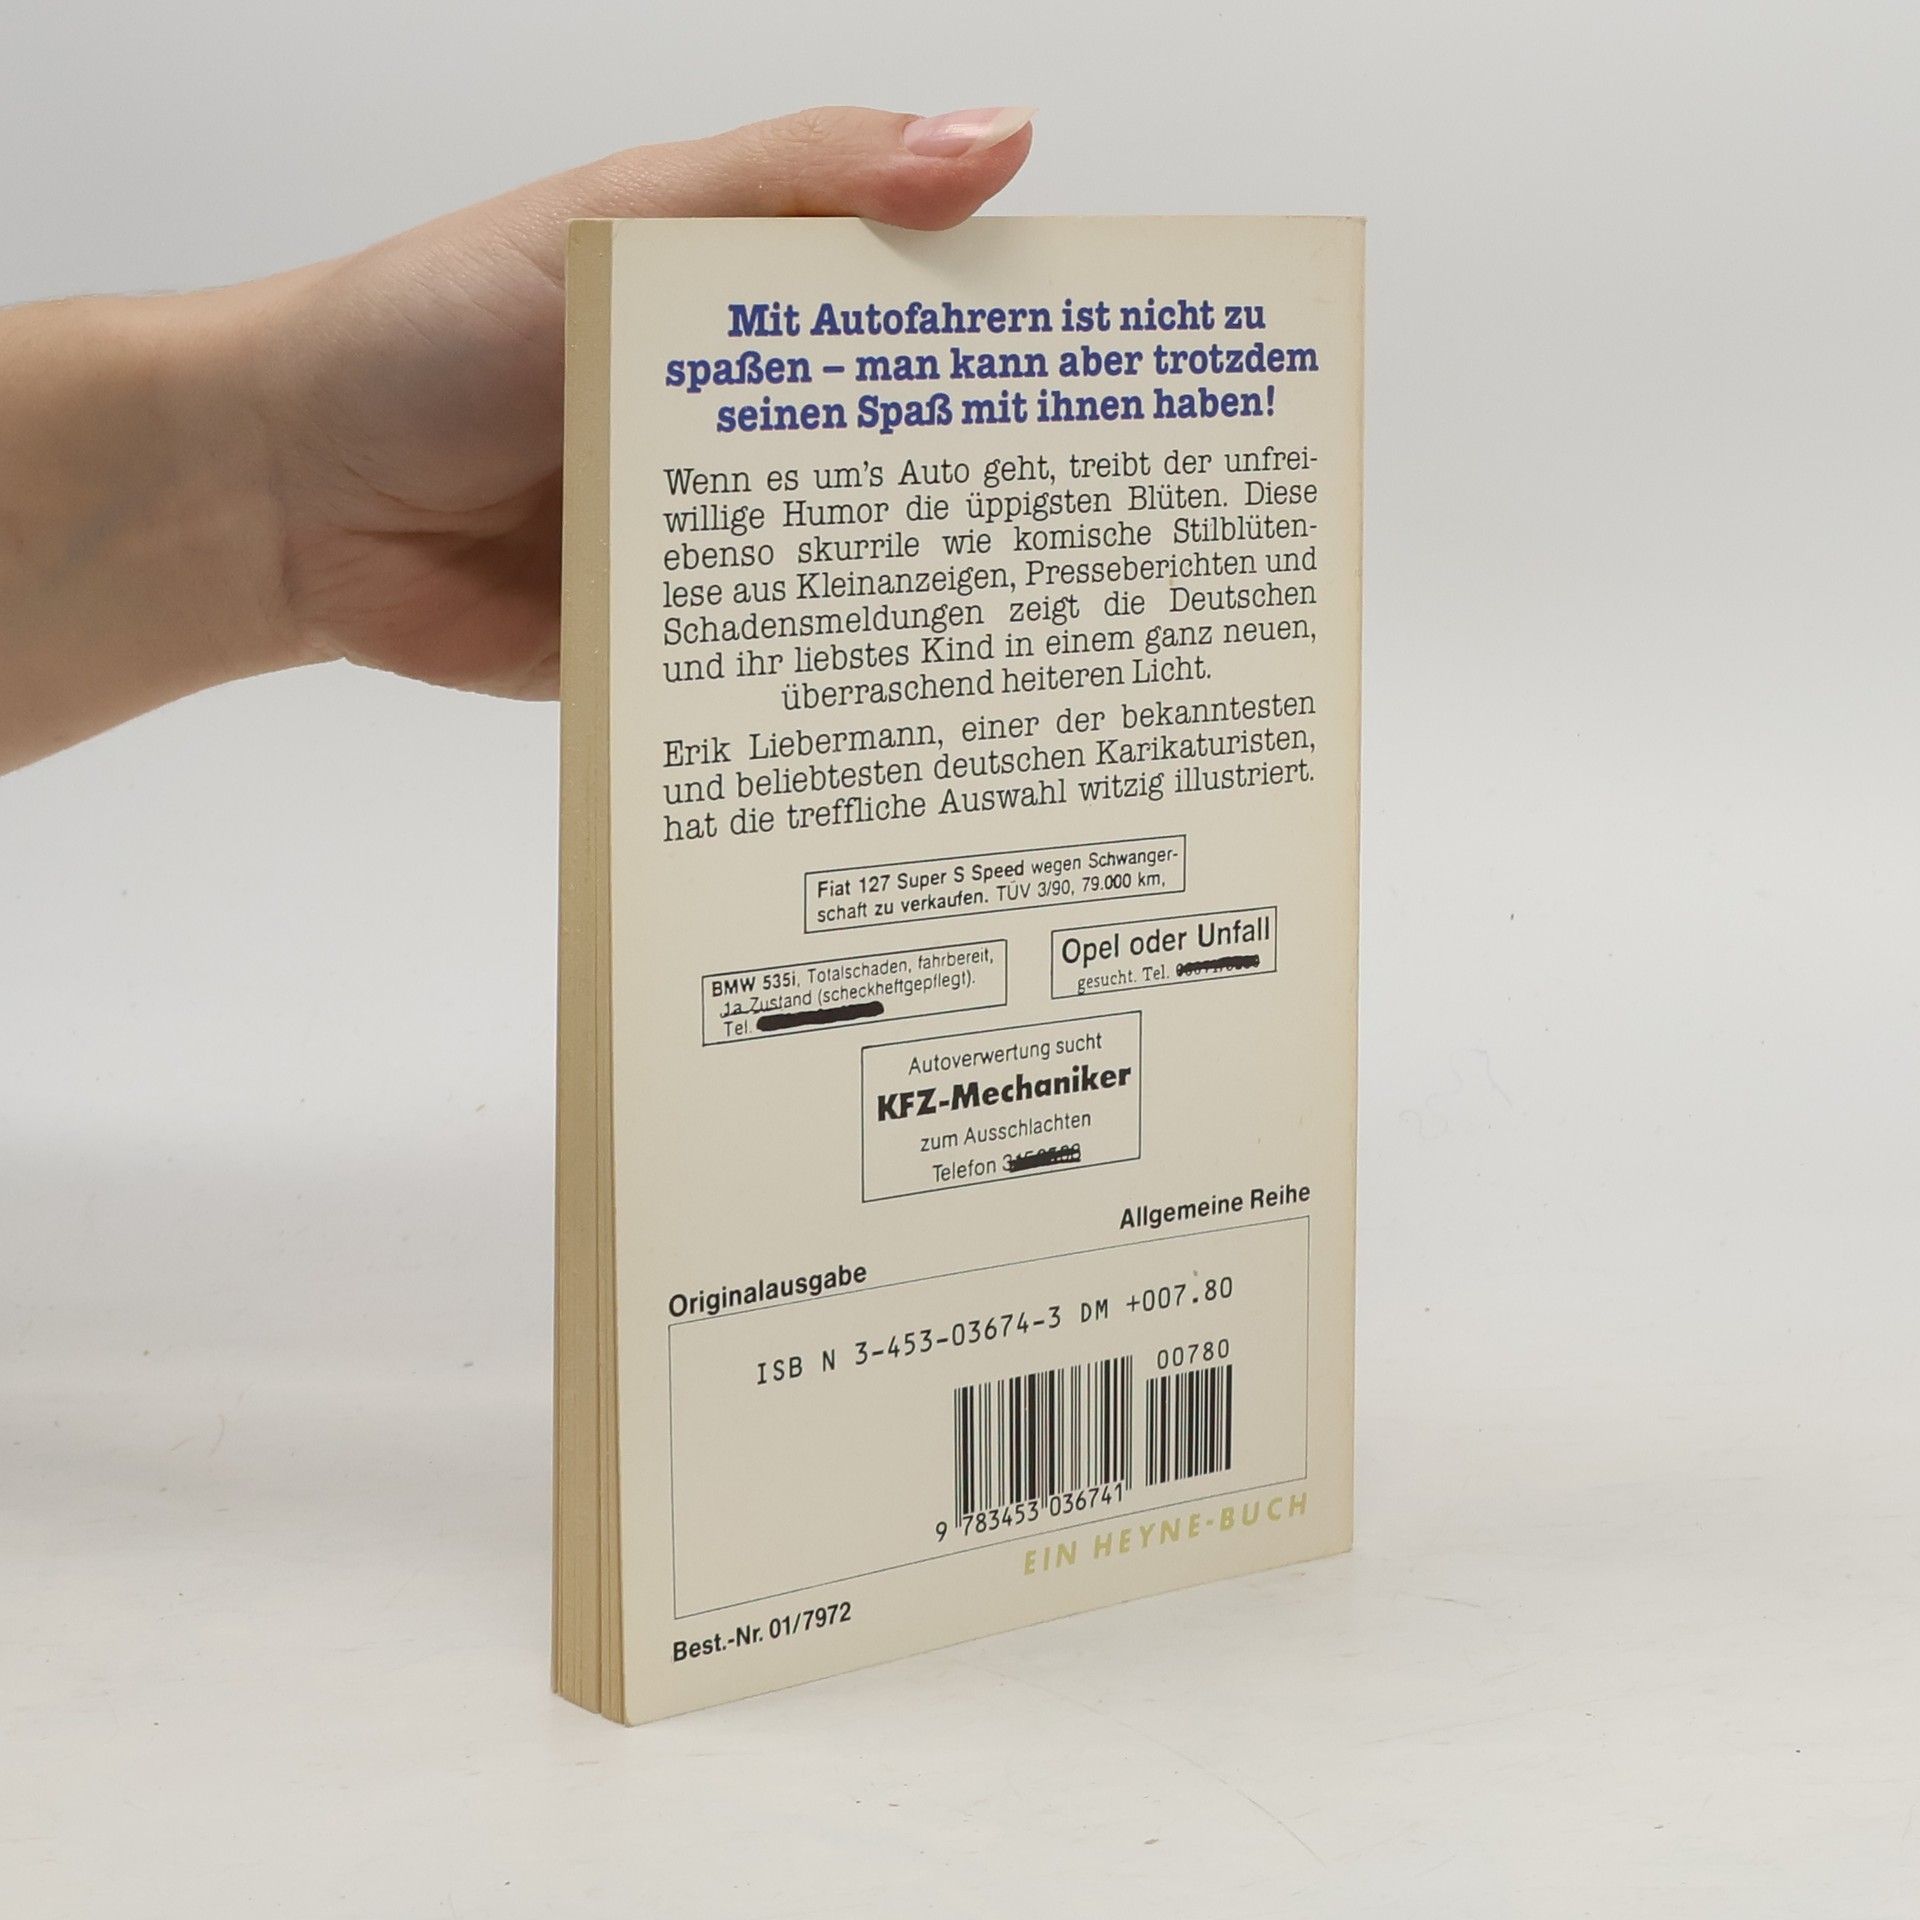 Mit Autofahrern ist nicht zu
spaßen – man kann aber trotzdem
seinen Spaß mit ihnen haben!
Wenn es um's Auto geht, treibt der unfrei-
willige Humor die üppigsten Blüten. Diese
ebenso skurrile wie komische Stilblüten-
lese aus Kleinanzeigen, Presseberichten und
Schadensmeldungen zeigt die Deutschen
und ihr liebstes Kind in einem ganz neuen,
überraschend heiteren Licht.
Erik Liebermann, einer der bekanntesten
und beliebtesten deutschen Karikaturisten,
hat die treffliche Auswahl witzig illustriert.
Fiat 127 Super S Speed wegen Schwanger-
schaft zu verkaufen. TÜV 3/90, 79.000 km,
BMW 535i, Totalschaden, fahrbereit,
1a Zustand (scheckheftgepflegt).
Tel.
Opel oder Unfall
gesucht. Tel.
Autoverwertung sucht
KFZ-Mechaniker
zum Ausschlachten
Telefon
Allgemeine Reihe
Originalausgabe
ISB N 3-453-03674-3 DM +007.80
00780
9 783453 036741
EIN HEYNE-BUCH
Best.-Nr. 01/7972